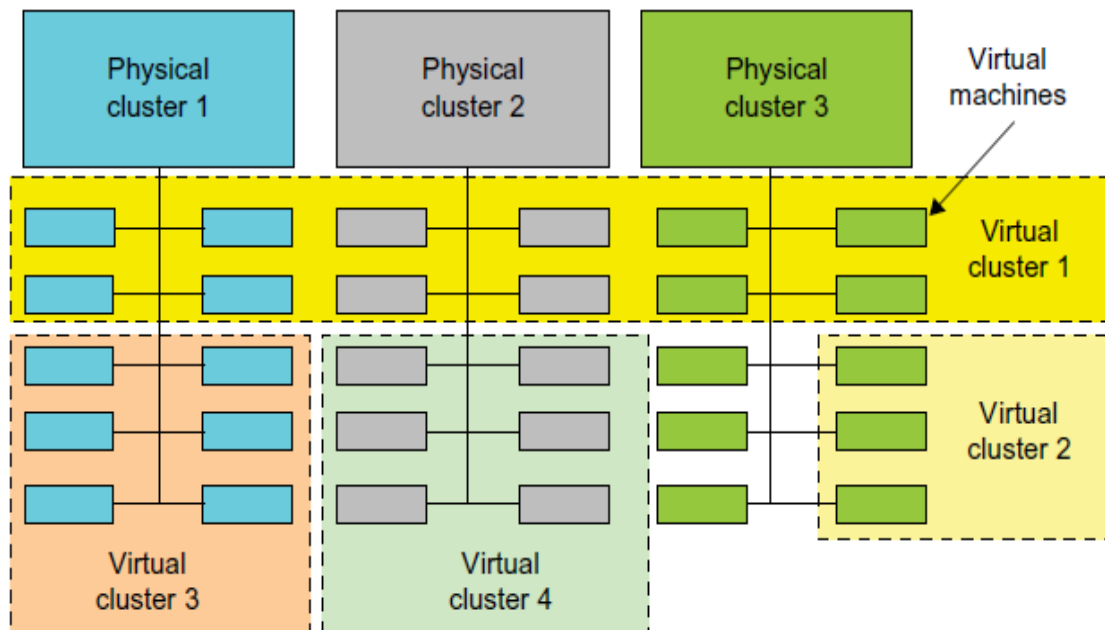 Physical
cluster 1
Physical
cluster 2
Physical
cluster 3
Virtual
machines
Virtual
cluster 1
Virtual
cluster 2
Virtual
cluster 3
Virtual
cluster 4